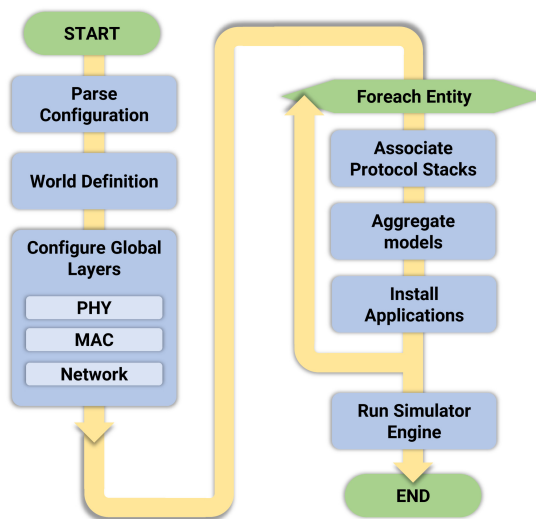 START
Parse
Configuration
World Definition
Configure Global
Layers
PHY
MAC
Network
Foreach Entity
Associate
Protocol Stacks
Aggregate
models
Install
Applications
Run Simulator
Engine
END